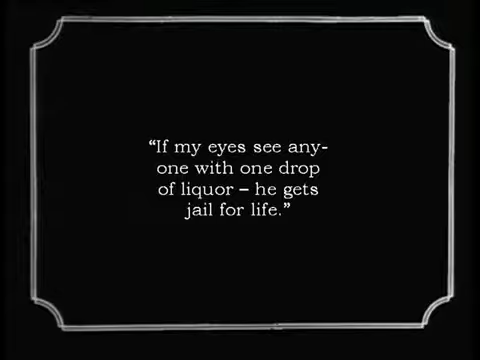 “If my eyes see any-
one with one drop
of liquor – he gets
jail for life.”